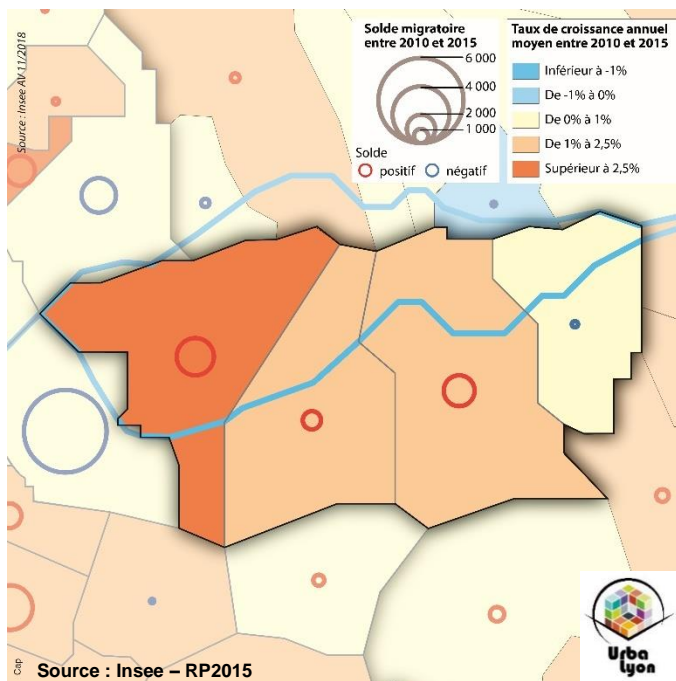 Source : Insee AV 11/2018
Solde migratoire
entre 2010 et 2015
6 000
4 000
2 000
1 000
Solde
positif
négatif
Taux de croissance annuel
moyen entre 2010 et 2015
Inférieur à -1%
De -1% à 0%
De 0% à 1%
De 1% à 2,5%
Supérieur à 2,5%
Cap
Source : Insee – RP2015
Urba
Lyon